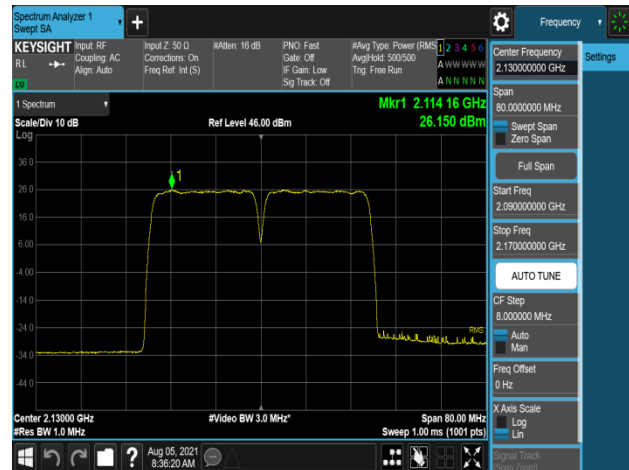 Spectrum Analyzer 1
Swept SA
Frequency
KEYSIGHT
RL
Input: RF
Coupling: AC
Align: Auto
Input Z: 50 Ω
Corrections: On
Freq Ref: Int (S)
#Atten: 16 dB
PNO: Fast
Gate: Off
IF Gain: Low
Sig Track: Off
#Avg Type: Power (RMS
Avg|Hold: 500/500
Trig: Free Run
1 2 3 4 5 6
A W W W W W
A N N N N N
1 Spectrum
Scale/Div 10 dB
Log
Ref Level 46.00 dBm
Mkr1 2.114 16 GHz
26.150 dBm
36.0
26.0
16.0
6.00
-4.00
-14.0
-24.0
-34.0
-44.0
1
RMS
Center 2.13000 GHz
#Res BW 1.0 MHz
#Video BW 3.0 MHz*
Span 80.00 MHz
Sweep 1.00 ms (1001 pts)
Center Frequency
2.130000000 GHz
Settings
Span
80.0000000 MHz
Swept Span
Zero Span
Full Span
Start Freq
2.090000000 GHz
Stop Freq
2.170000000 GHz
AUTO TUNE
CF Step
8.000000 MHz
Auto
Man
Freq Offset
0 Hz
X Axis Scale
Log
Lin
Signal Track
(Span Zoom)
?
Aug 05, 2021
8:36:20 AM